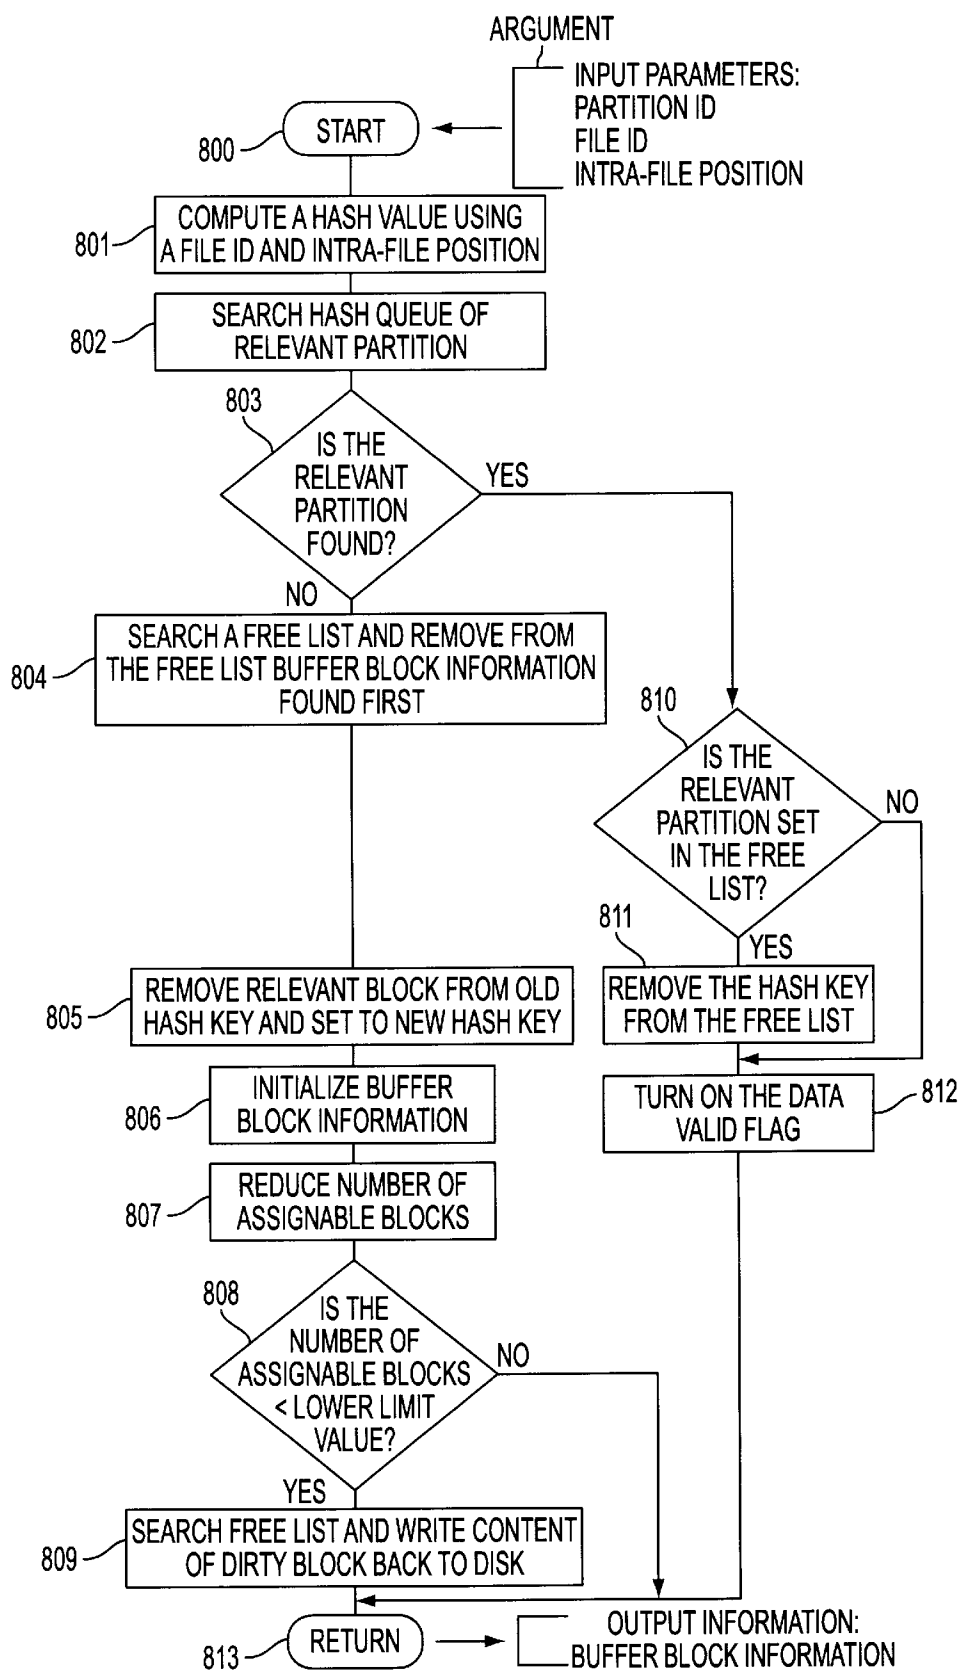 ARGUMENT
INPUT PARAMETERS:
PARTITION ID
FILE ID
INTRA-FILE POSITION
START
800
COMPUTE A HASH VALUE USING
A FILE ID AND INTRA-FILE POSITION
801
SEARCH HASH QUEUE OF
RELEVANT PARTITION
802
803
IS THE
RELEVANT
PARTITION
FOUND?
YES
NO
SEARCH A FREE LIST AND REMOVE FROM
THE FREE LIST BUFFER BLOCK INFORMATION
FOUND FIRST
804
810
IS THE
RELEVANT
PARTITION SET
IN THE FREE
LIST?
NO
YES
811
REMOVE THE HASH KEY
FROM THE FREE LIST
REMOVE RELEVANT BLOCK FROM OLD
HASH KEY AND SET TO NEW HASH KEY
805
INITIALIZE BUFFER
BLOCK INFORMATION
806
TURN ON THE DATA
VALID FLAG
812
REDUCE NUMBER OF
ASSIGNABLE BLOCKS
807
808
IS THE
NUMBER OF
ASSIGNABLE BLOCKS
< LOWER LIMIT
VALUE?
NO
YES
SEARCH FREE LIST AND WRITE CONTENT
OF DIRTY BLOCK BACK TO DISK
809
RETURN
813
OUTPUT INFORMATION:
BUFFER BLOCK INFORMATION